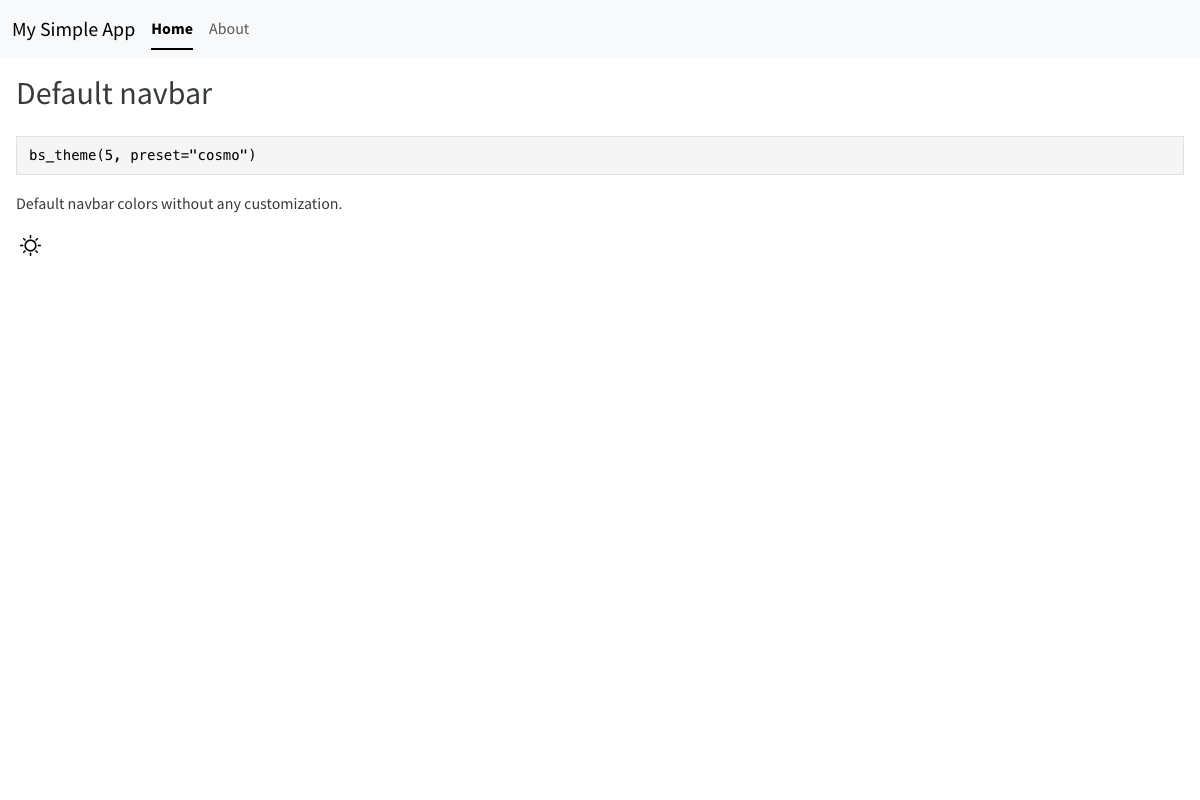 My Simple App Home About
Default navbar
bs_theme(5, preset="cosmo")
Default navbar colors without any customization.